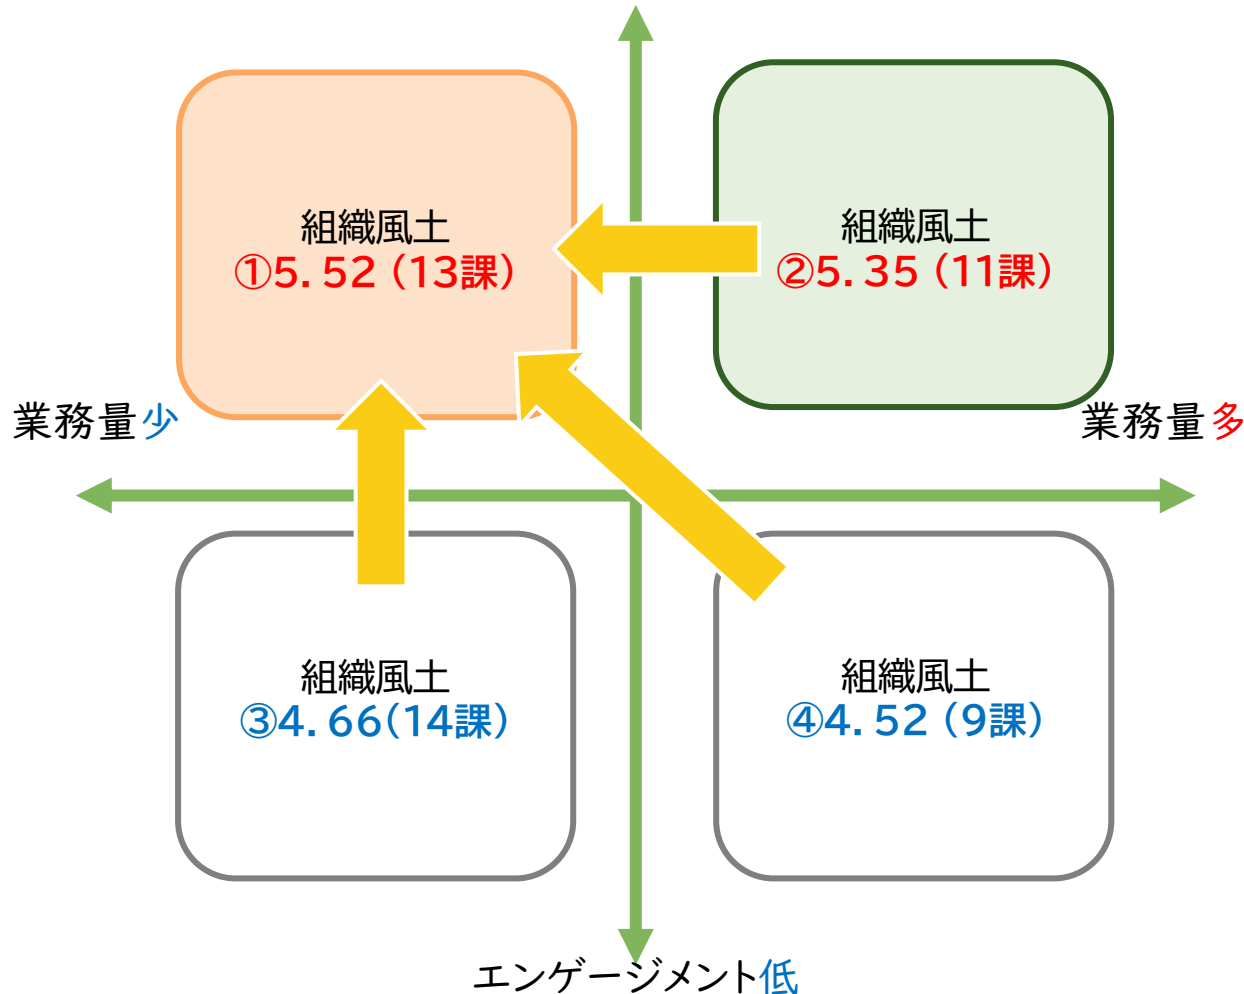 組織風土
①5.52（13課）
組織風土
②5.35（11課）
業務量少
業務量多
組織風土
③4.66（14課）
組織風土
④4.52（9課）
エンゲージメント低